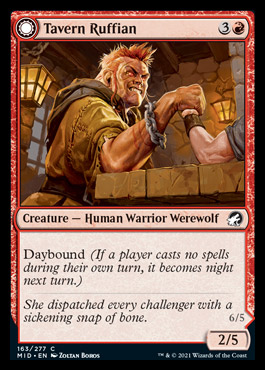 Tavern Ruffian 3
Creature — Human Warrior Werewolf
Daybound (If a player casts no spells
during their own turn, it becomes night
next turn.)
She dispatched every challenger with a
sickening snap of bone.
6/5
2/5
163/277 C
MID • EN ZOLTAN BOROS
™ & © 2021 Wizards of the Coast